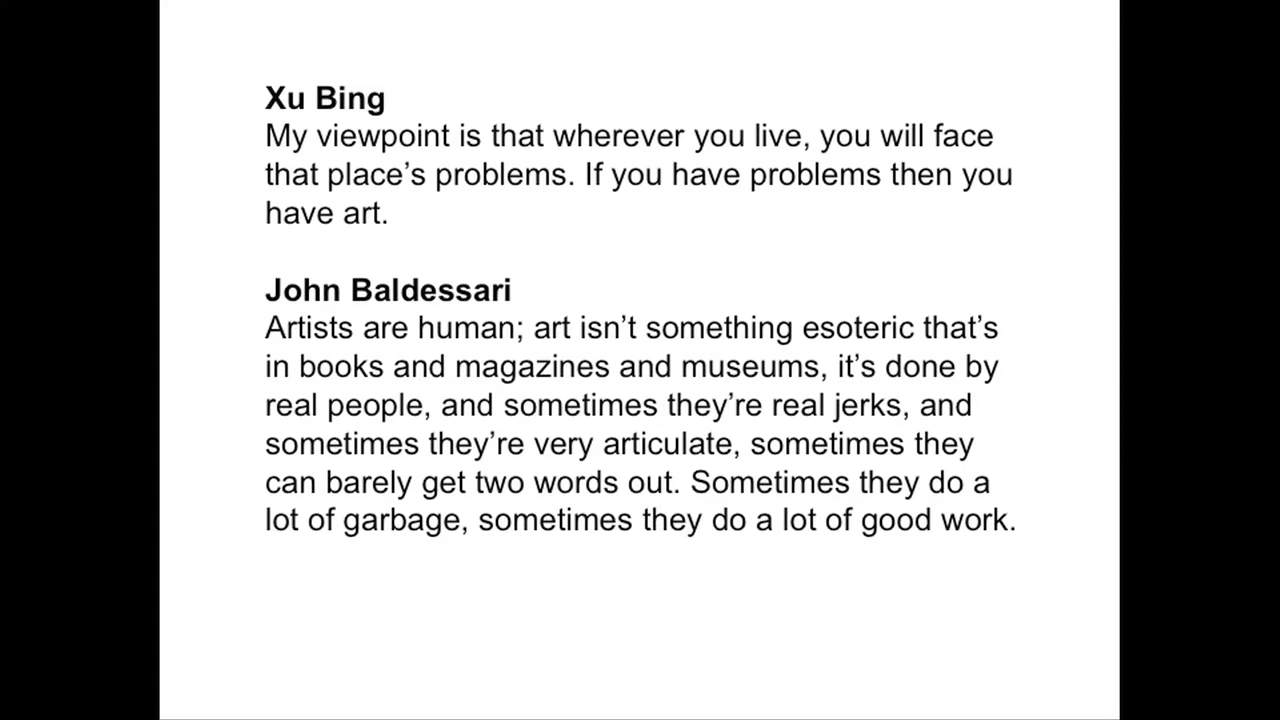 Xu Bing
My viewpoint is that wherever you live, you will face
that place’s problems. If you have problems then you
have art.
John Baldessari
Artists are human; art isn’t something esoteric that’s
in books and magazines and museums, it’s done by
real people, and sometimes they’re real jerks, and
sometimes they’re very articulate, sometimes they
can barely get two words out. Sometimes they do a
lot of garbage, sometimes they do a lot of good work.